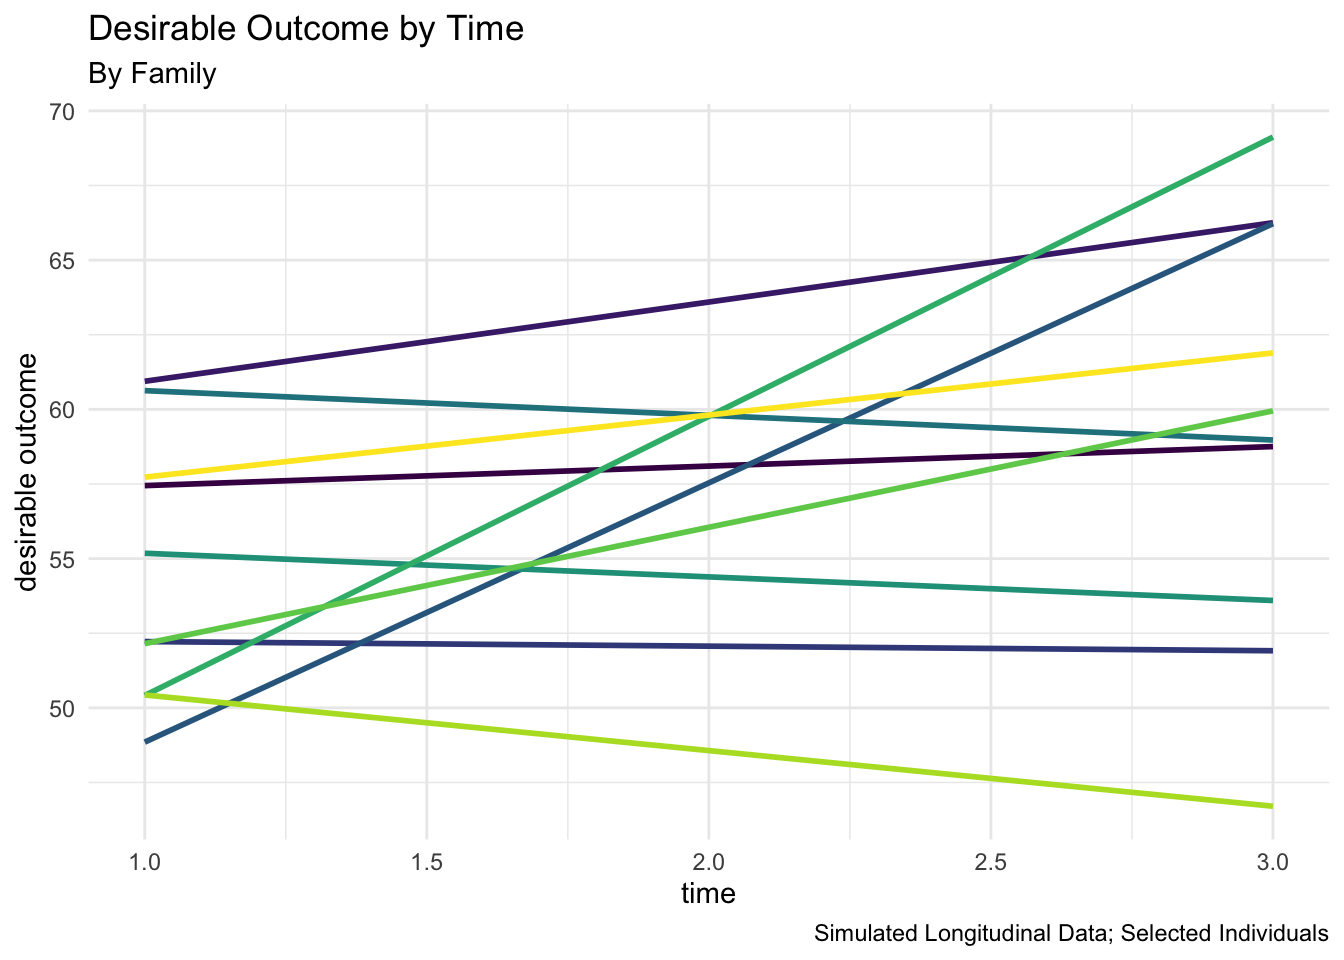 Desirable Outcome by Time
By Family
desirable outcome
70
65
60
55
50
1.0 1.5 2.0 2.5 3.0
time
Simulated Longitudinal Data; Selected Individuals